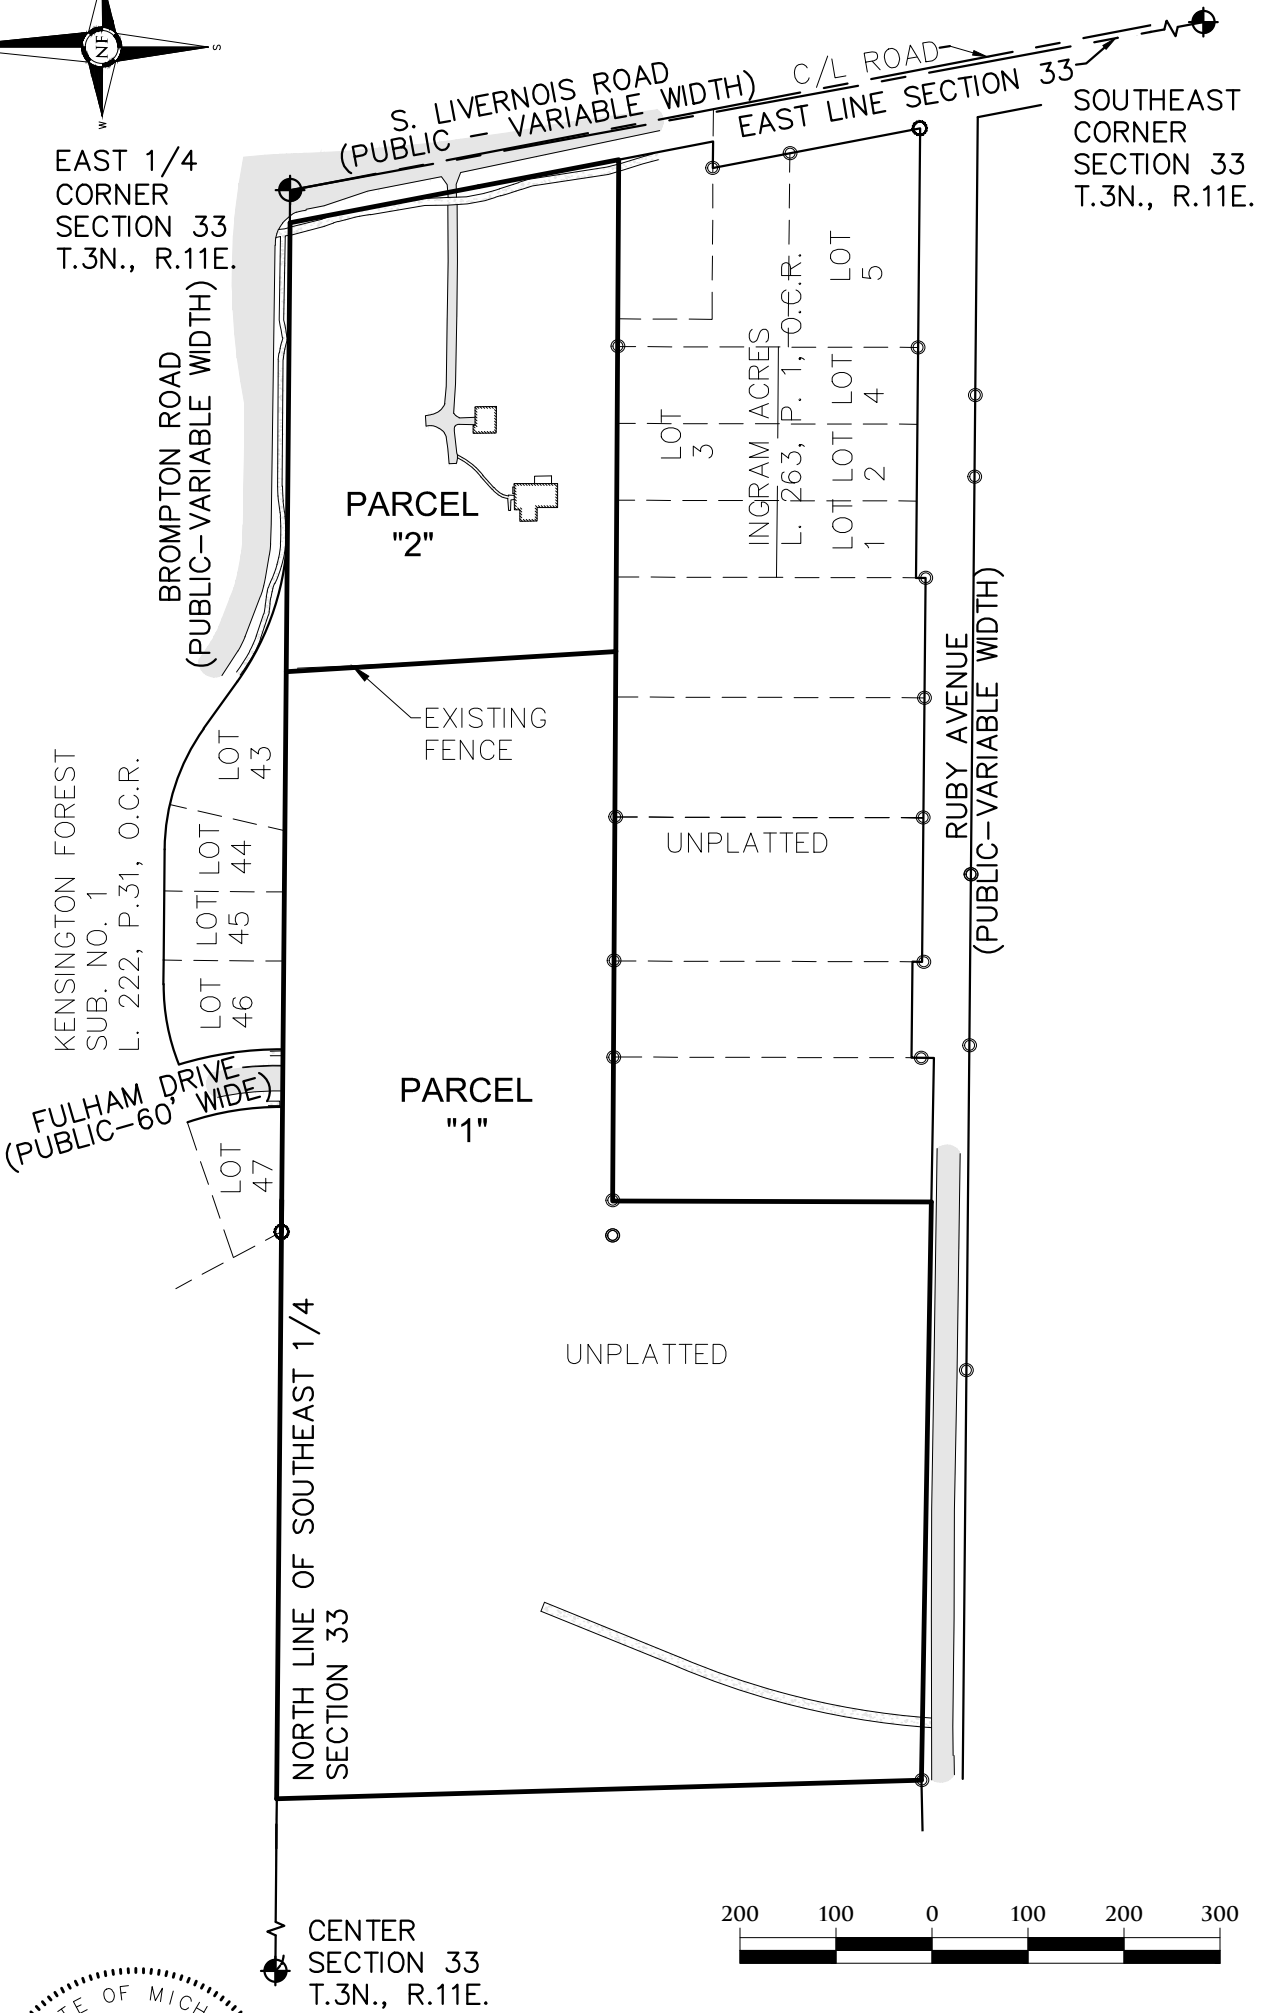 S
NF
W
S. LIVERNOIS ROAD
(PUBLIC - VARIABLE WIDTH)
C/L ROAD
EAST LINE SECTION 33
SOUTHEAST
CORNER
SECTION 33
T.3N., R.11E.
EAST 1/4
CORNER
SECTION 33
T.3N., R.11E.
BROMPTON ROAD
(PUBLIC-VARIABLE WIDTH)
LOT
5
INGRAM ACRES
L. 263, P. 1, O.C.R.
LOT
4
LOT
3
LOT
2
LOT
1
PARCEL
"2"
RUBY AVENUE
(PUBLIC-VARIABLE WIDTH)
EXISTING
FENCE
KENSINGTON FOREST
SUB. NO. 1
L. 222, P.31, O.C.R.
LOT
43
LOT
44
LOT
45
LOT
46
UNPLATTED
FULHAM DRIVE
(PUBLIC-60' WIDE)
LOT
47
PARCEL
"1"
UNPLATTED
NORTH LINE OF SOUTHEAST 1/4
SECTION 33
CENTER
SECTION 33
T.3N., R.11E.
200 100 0 100 200 300
TE OF MICH